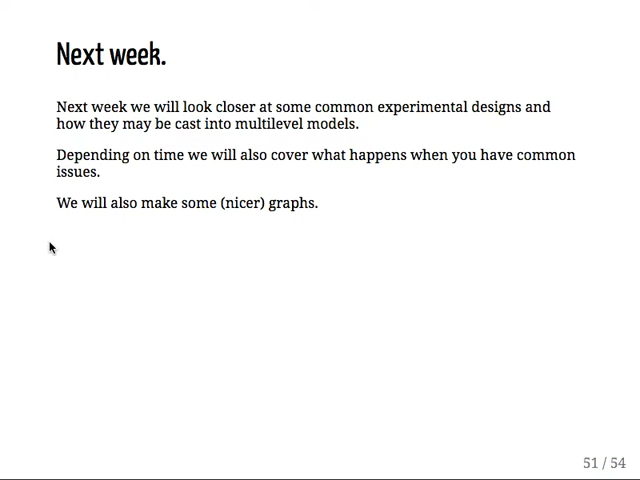 Next week.
Next week we will look closer at some common experimental designs and
how they may be cast into multilevel models.
Depending on time we will also cover what happens when you have common
issues.
We will also make some (nicer) graphs.
51 / 54